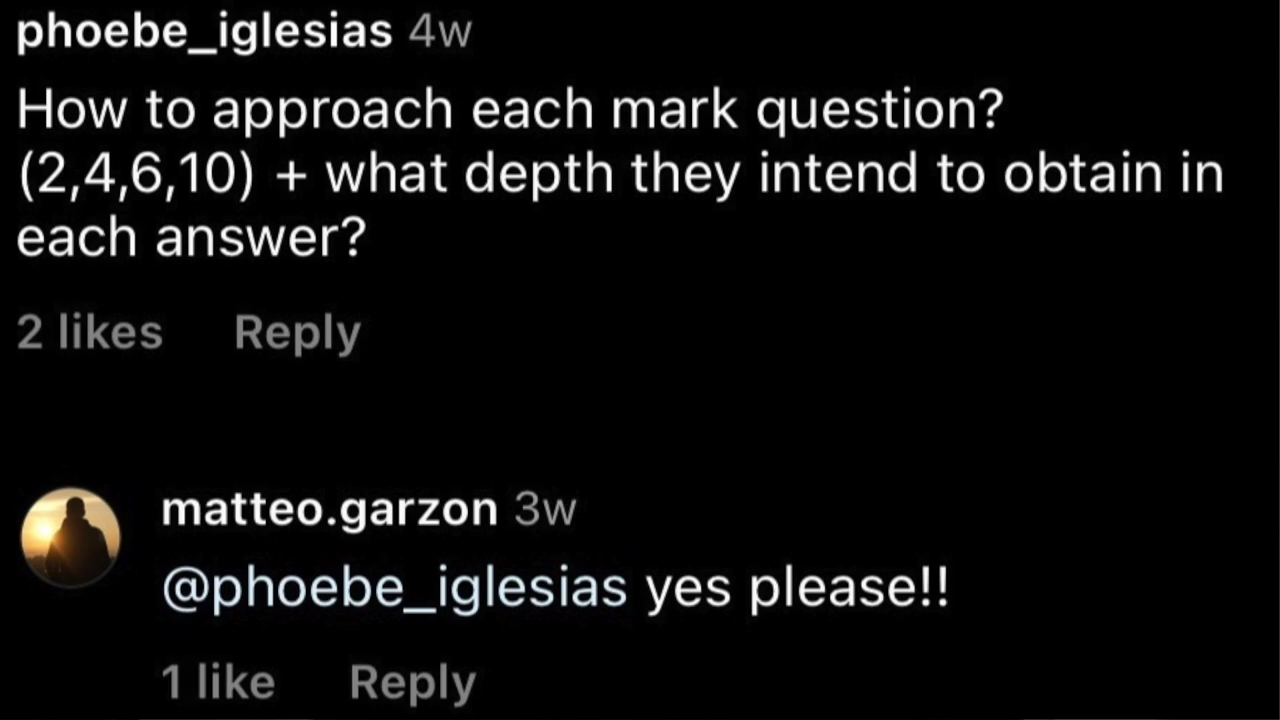 phoebe_iglesias 4w
How to approach each mark question?
(2,4,6,10) + what depth they intend to obtain in
each answer?
2 likes Reply
matteo.garzon 3w
@phoebe_iglesias yes please!!
1 like Reply